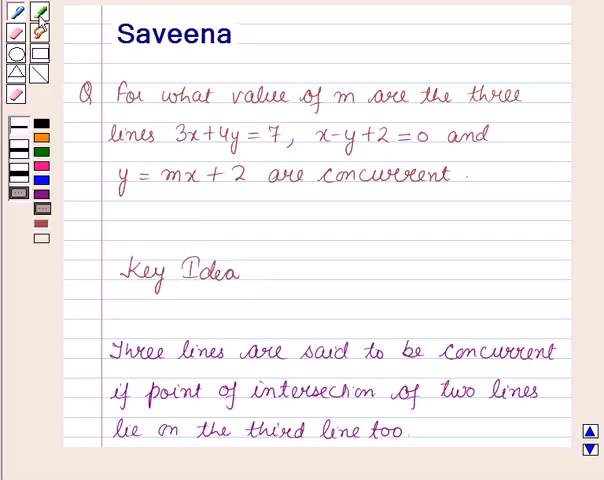 Saveena
Q For what value of m are the three
lines 3x+4y=7, x-y+2=0 and
y = mx + 2 are concurrent.
Key Idea
Three lines are said to be concurrent
if point of intersection of two lines
lie on the third line too.